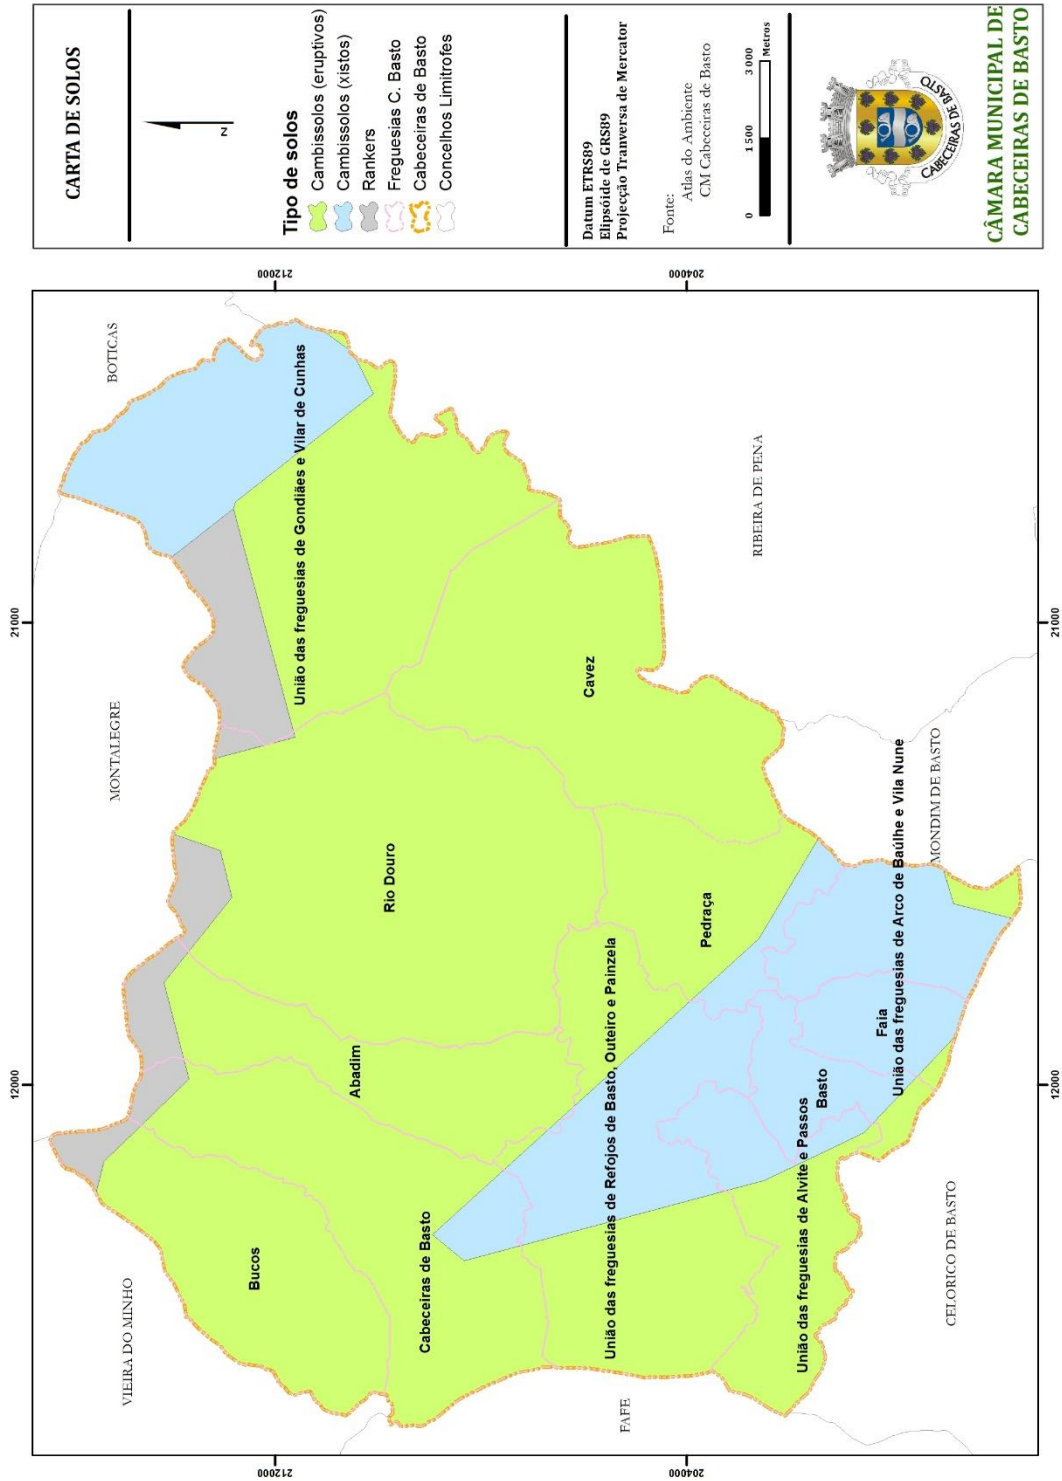 CARTA DE SOLOS
N
Tipo de solos
Cambissolos (eruptivos)
Cambissolos (xistos)
Rankers
Freguesias C. Basto
Cabeceiras de Basto
Concelhos Limitrofes
Datum ETRS89
Elipsóide de GRS89
Projecção Tranversa de Mercator
Fonte:
Atlas do Ambiente
CM Cabeceiras de Basto
0 1 500 3 000
Metros
CABECEIRAS DE BASTO
CÂMARA MUNICIPAL DE
CABECEIRAS DE BASTO
12000 21000
212000 212000
204000 204000
12000 21000
VIEIRA DO MINHO
MONTALEGRE
BOTICAS
Bucos
União das freguesias de Gondiães e Vilar de Cunhas
Abadim
Rio Douro
Cabeceiras de Basto
Cavez
União das freguesias de Refojos de Basto, Outeiro e Painzela
FAFE
Pedraça
RIBEIRA DE PENA
União das freguesias de Alvite e Passos
Basto
Faia
União das freguesias de Arco de Baúlhe e Vila Nune
MONDIM DE BASTO
CELORICO DE BASTO